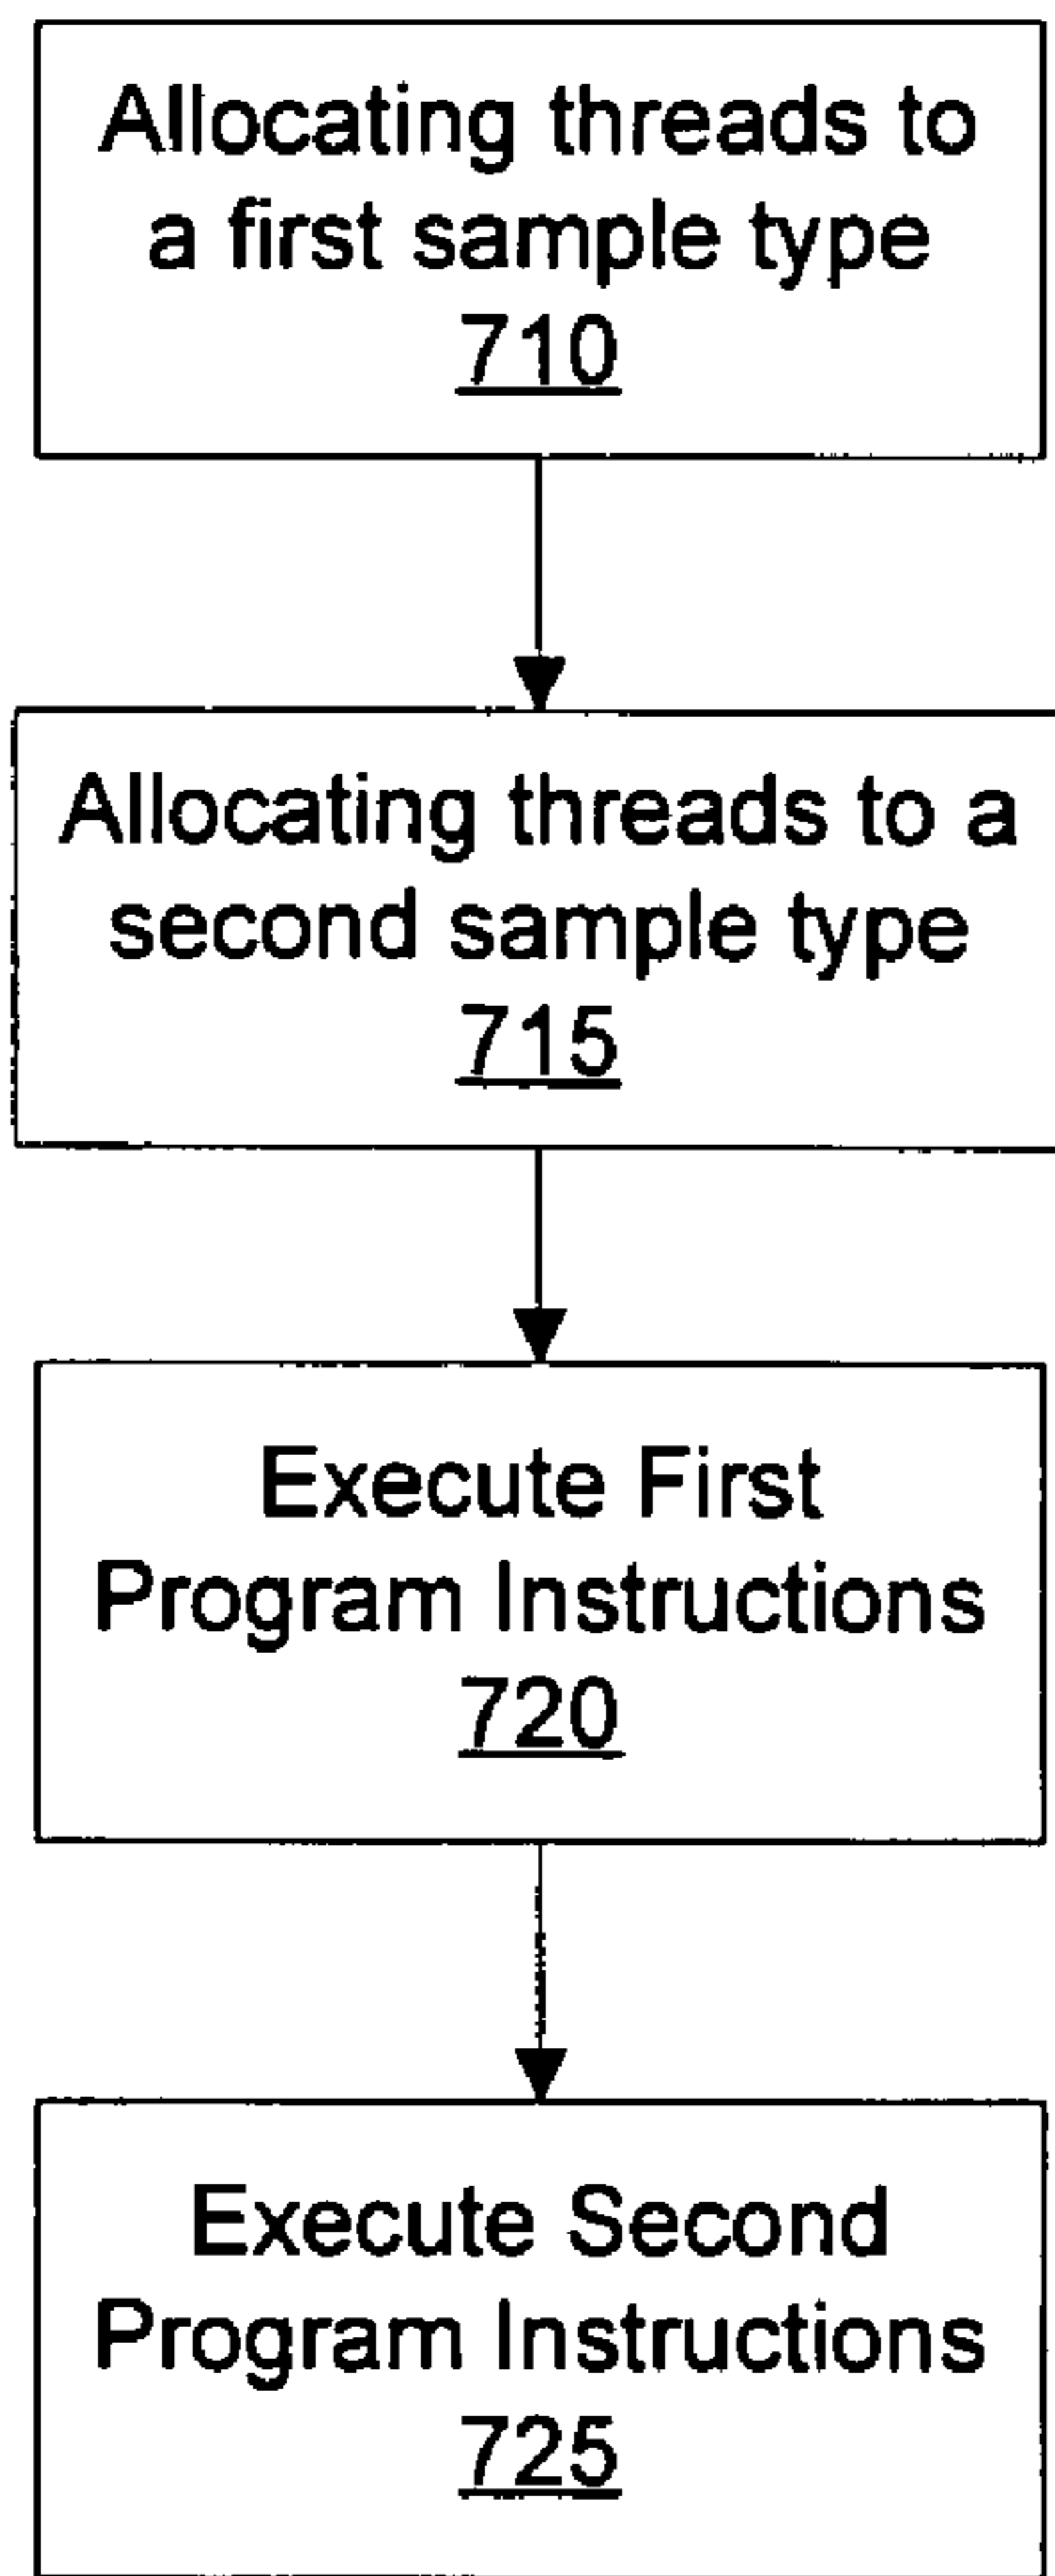 Allocating threads to
a first sample type
710
Allocating threads to a
second sample type
715
Execute First
Program Instructions
720
Execute Second
Program Instructions
725